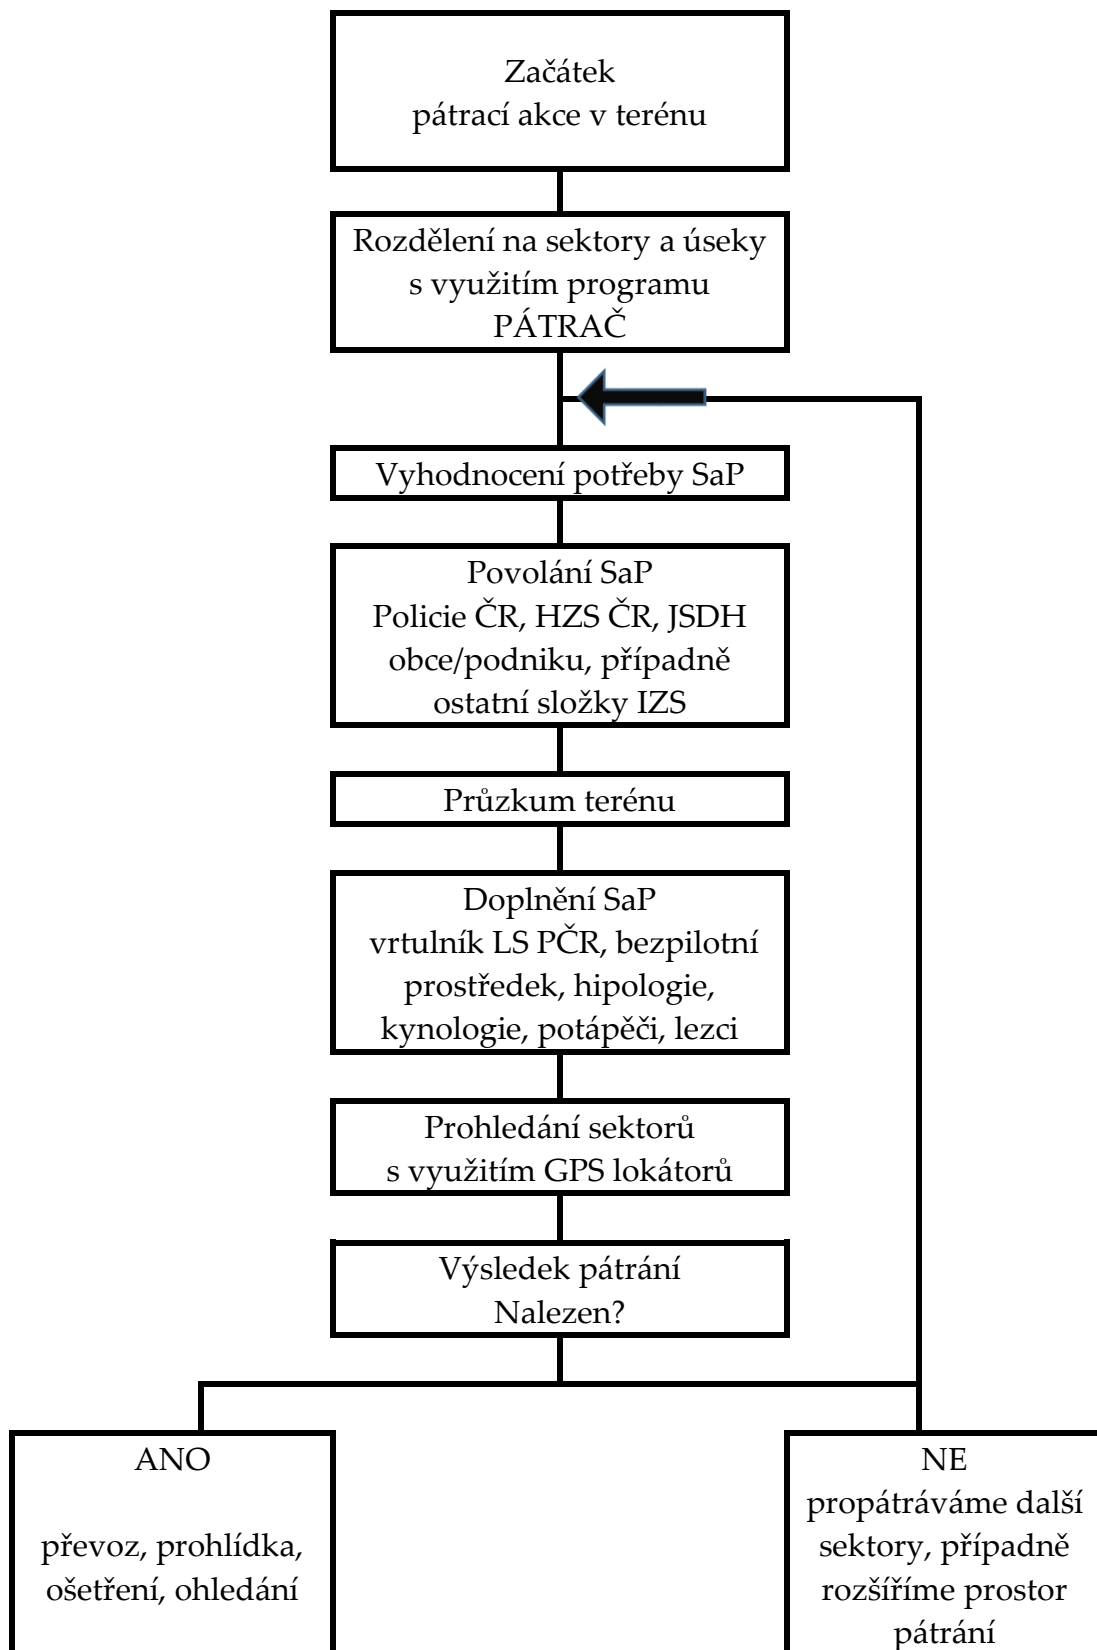 Začátek
pátrací akce v terénu
Rozdělení na sektory a úseky
s využitím programu
PÁTRAČ
Vyhodnocení potřeby SaP
Povolání SaP
Policie ČR, HZS ČR, JSDH
obce/podniku, případně
ostatní složky IZS
Průzkum terénu
Doplnění SaP
vrtulník LS PČR, bezpilotní
prostředek, hipologie,
kynologie, potápěči, lezci
Prohledání sektorů
s využitím GPS lokátorů
Výsledek pátrání
Nalezen?
ANO
převoz, prohlídka,
ošetření, ohledání
NE
propátráváme další
sektory, případně
rozšíříme prostor
pátrání